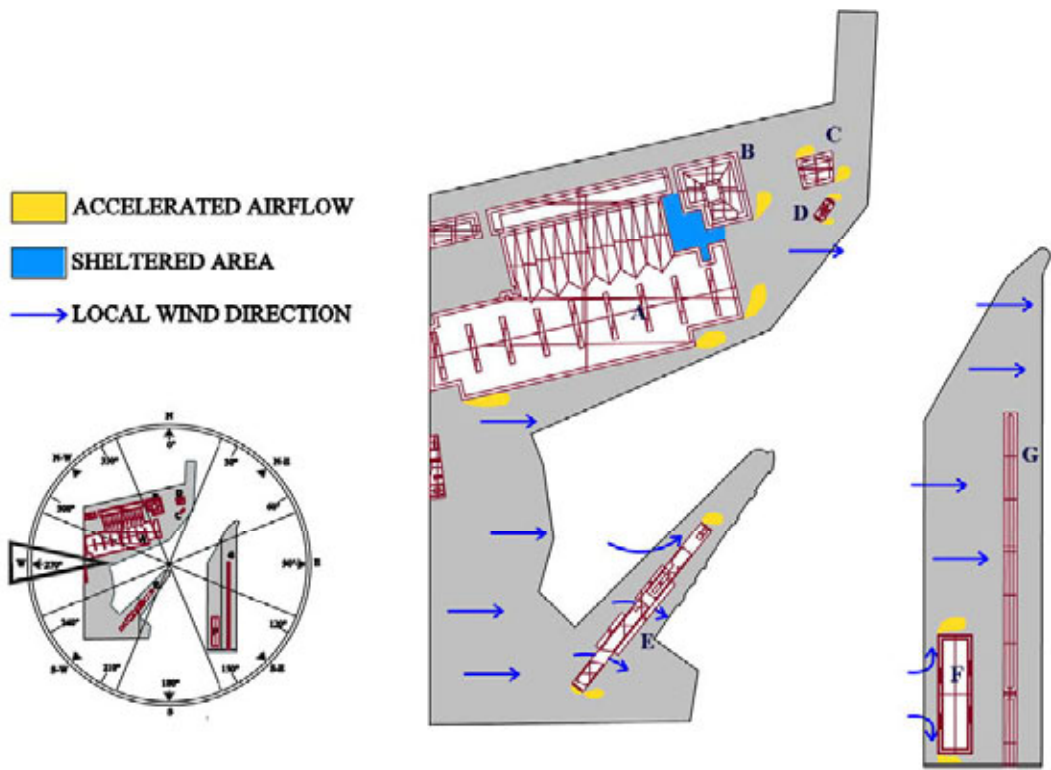 ACCELERATED AIRFLOW
SHELTERED AREA
LOCAL WIND DIRECTION
A
B
C
D
E
F
G
N
0°
30°
N-E
60°
90°
E
120°
S-E
150°
180°
S
210°
S-W
240°
270°
W
300°
N-W
330°